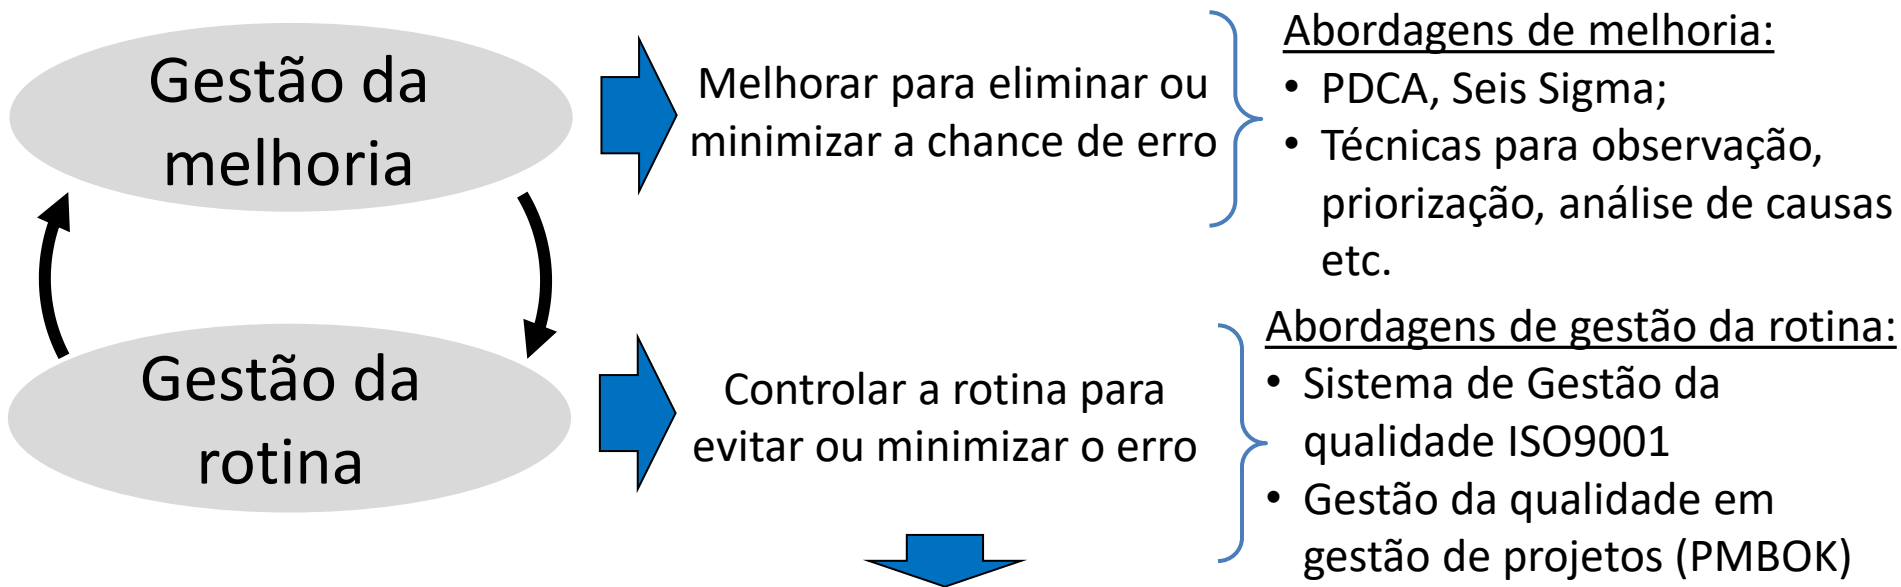 Gestão da
melhoria
Melhorar para eliminar ou
minimizar a chance de erro
Abordagens de melhoria:
• PDCA, Seis Sigma;
• Técnicas para observação,
priorização, análise de causas
etc.
Gestão da
rotina
Controlar a rotina para
evitar ou minimizar o erro
Abordagens de gestão da rotina:
• Sistema de Gestão da
qualidade ISO9001
• Gestão da qualidade em
gestão de projetos (PMBOK)